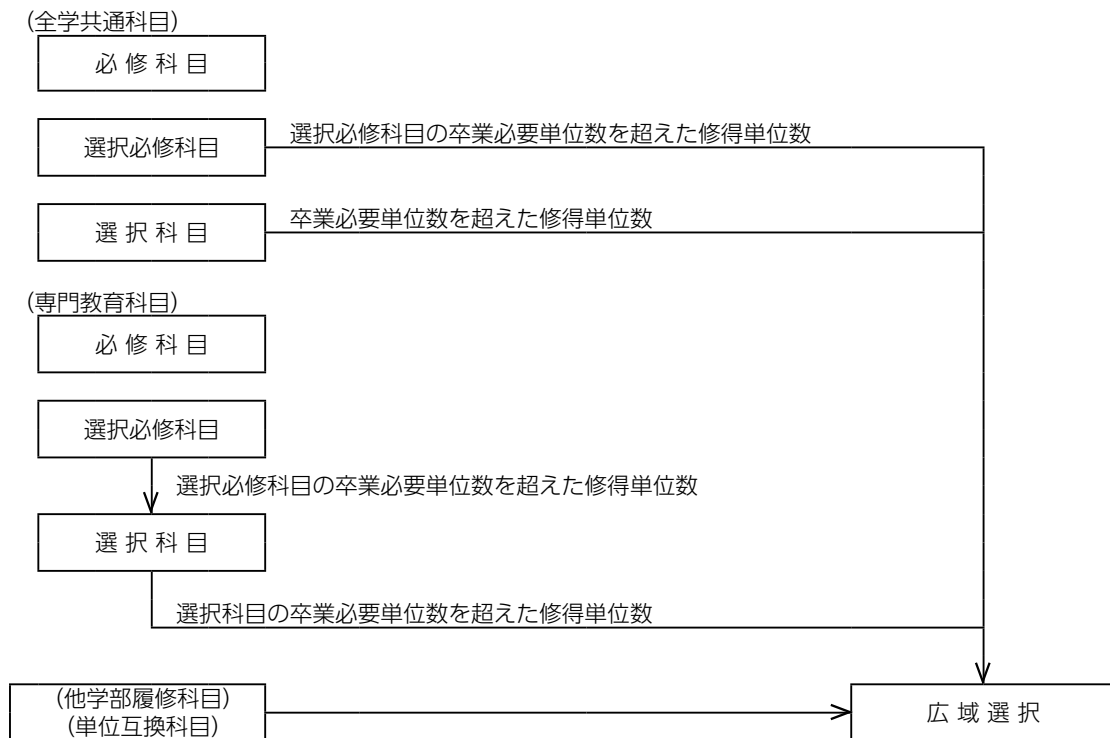 (全学共通科目)
必修科目
選択必修科目
選択必修科目の卒業必要単位数を超えた修得単位数
選択科目
卒業必要単位数を超えた修得単位数
(専門教育科目)
必修科目
選択必修科目
選択必修科目の卒業必要単位数を超えた修得単位数
選択科目
選択科目の卒業必要単位数を超えた修得単位数
(他学部履修科目)
(単位互換科目)
広域選択